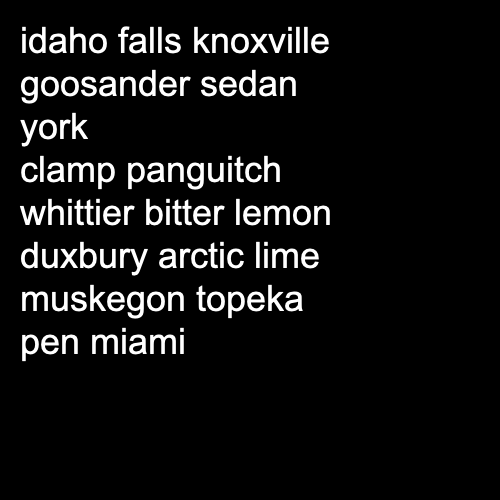 idaho falls knoxville
goosander sedan
york
clamp panguitch
whittier bitter lemon
duxbury arctic lime
muskegon topeka
pen miami